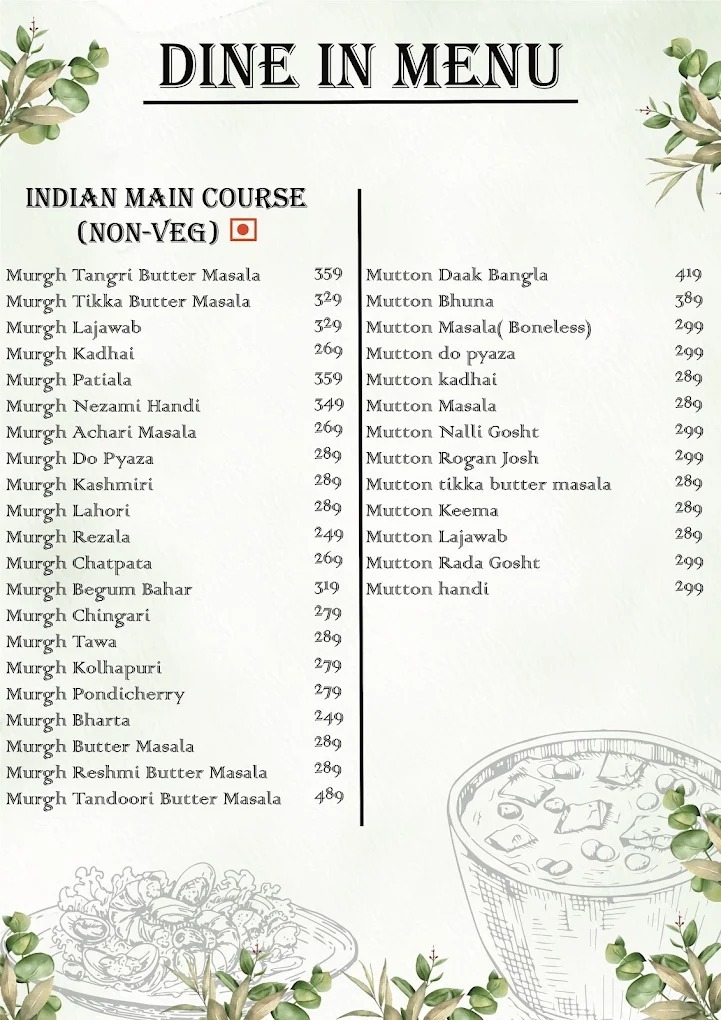 DINE IN MENU
INDIAN MAIN COURSE
(NON-VEG)
Murgh Tangri Butter Masala 359
Murgh Tikka Butter Masala 329
Murgh Lajawab 329
Murgh Kadhai 269
Murgh Patiala 359
Murgh Nezami Handi 349
Murgh Achari Masala 269
Murgh Do Pyaza 289
Murgh Kashmiri 289
Murgh Lahori 289
Murgh Rezala 249
Murgh Chatpata 269
Murgh Begum Bahar 319
Murgh Chingari 279
Murgh Tawa 289
Murgh Kolhapuri 279
Murgh Pondicherry 279
Murgh Bharta 249
Murgh Butter Masala 289
Murgh Reshmi Butter Masala 289
Murgh Tandoori Butter Masala 489
Mutton Daak Bangla 419
Mutton Bhuna 389
Mutton Masala( Boneless) 299
Mutton do pyaza 299
Mutton kadhai 289
Mutton Masala 289
Mutton Nalli Gosht 299
Mutton Rogan Josh 299
Mutton tikka butter masala 289
Mutton Keema 289
Mutton Lajawab 289
Mutton Rada Gosht 299
Mutton handi 299